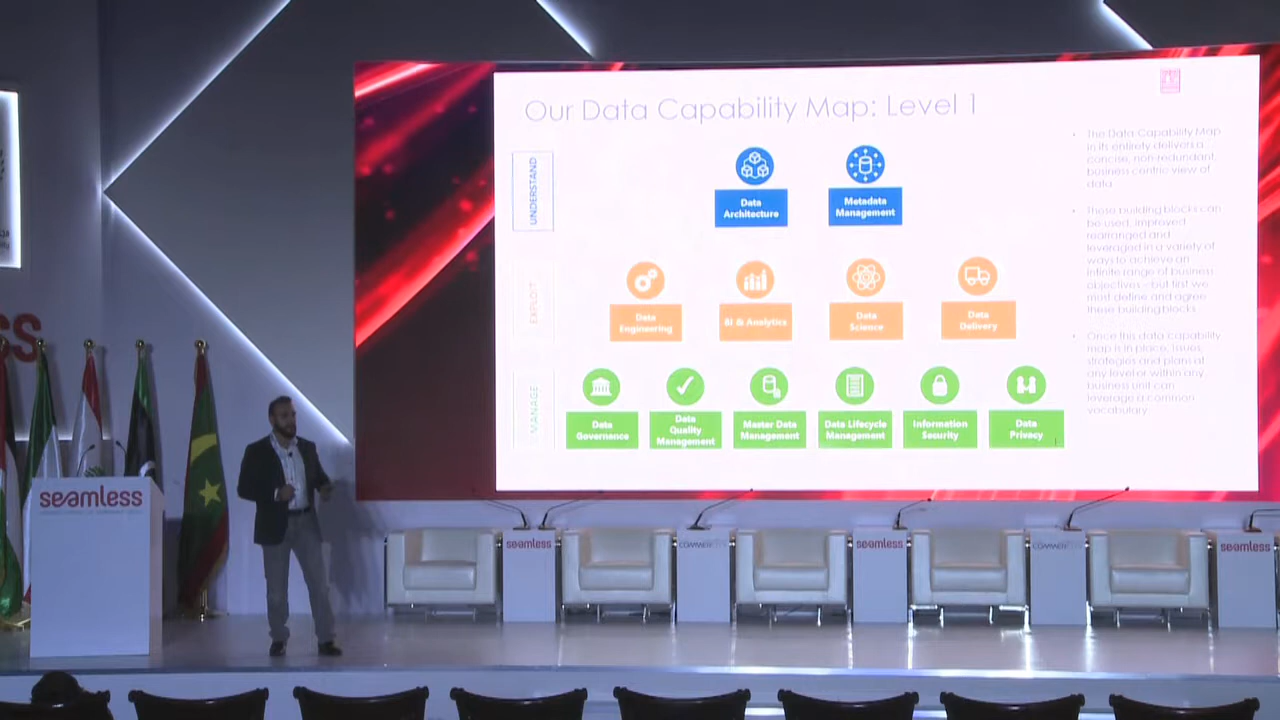 Our Data Capability Map: Level 1
UNDERSTAND
Data
Architecture
Metadata
Management
EXPLOIT
Data
Engineering
BI & Analytics
Data
Science
Data
Delivery
MANAGE
Data
Governance
Data
Quality
Management
Master Data
Management
Data Lifecycle
Management
Information
Security
Data
Privacy
• The Data Capability Map
in its entirety delivers a
concise, non-redundant,
business centric view of
data.
• These building blocks can
be used, improved
rearranged and
leveraged in a variety of
ways to achieve an
infinite range of business
objectives - but first we
must define and agree
these building blocks
• Once this data capability
map is in place, issues,
strategies and plans at
any level or within any
business unit can
leverage a common
vocabulary
seamless
seamless
seamless
seamless